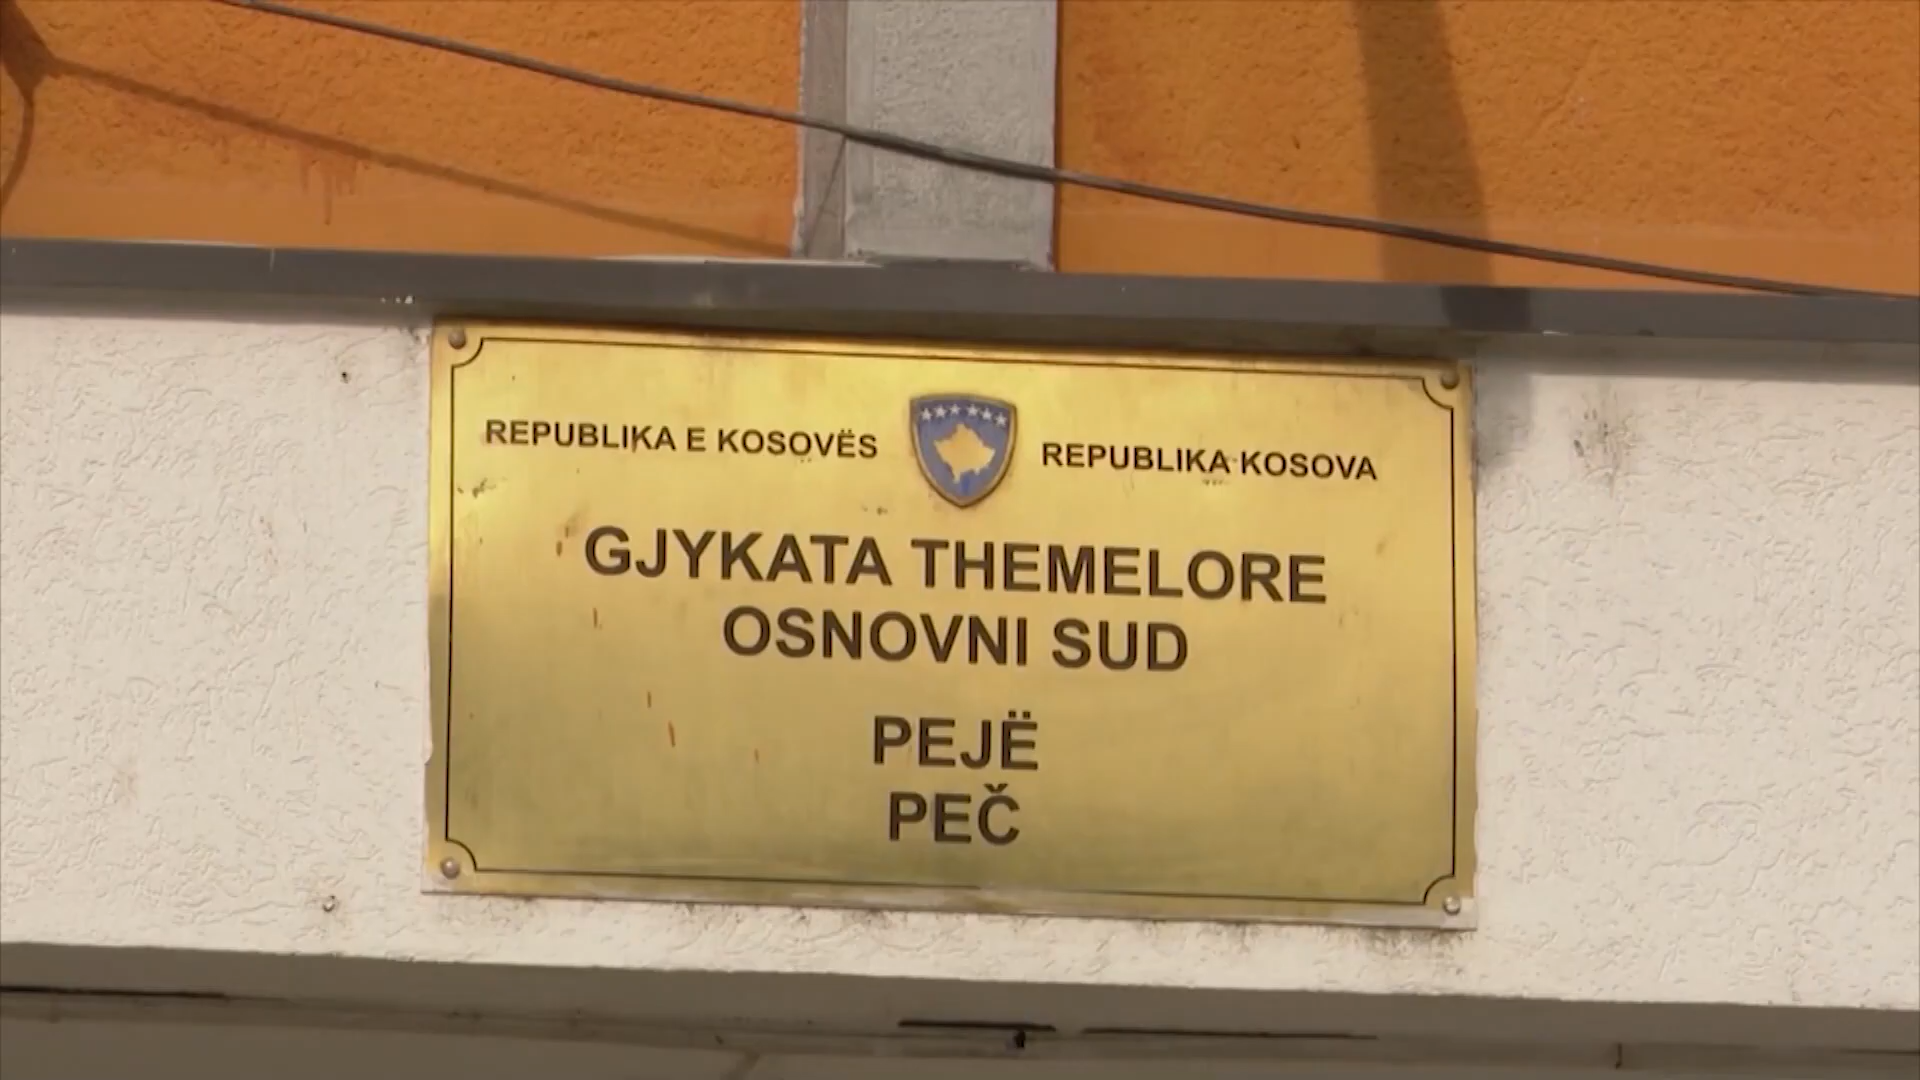 REPUBLIKA E KOSOVËS
REPUBLIKA KOSOVA
GJYKATA THEMELORE
OSNOVNI SUD
PEJË
PEČ